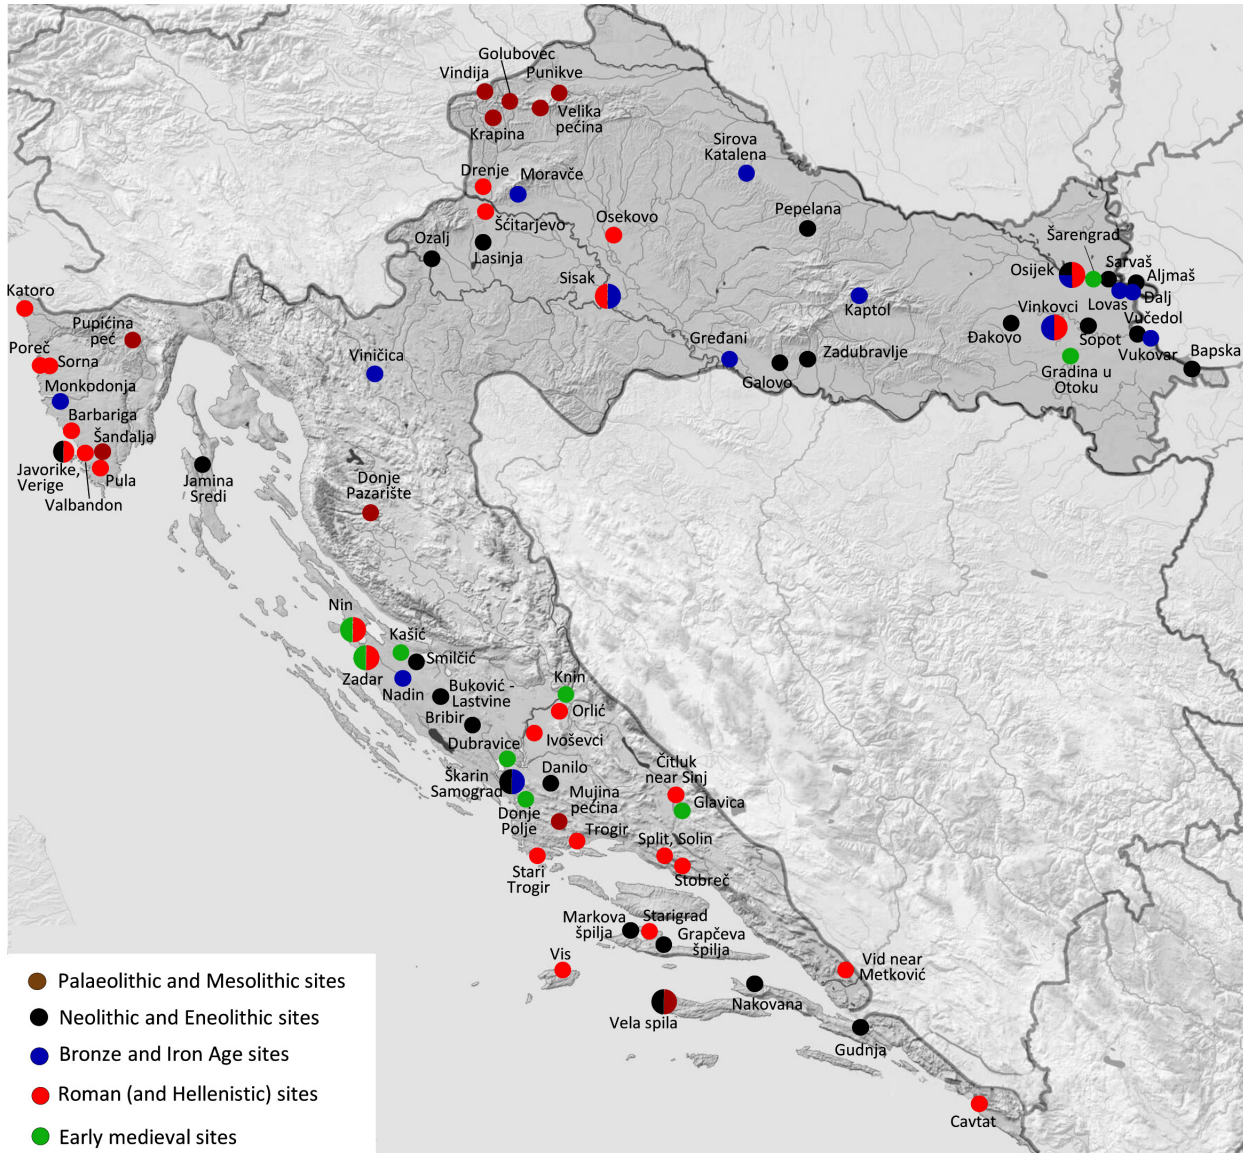 Golubovec
Vindija
Punikve
Velika
pećina
Krapina
Sirova
Katalena
Drenje
Moravče
Pepelana
Osekovo
Šćitarjevo
Ozalj
Lasinja
Šarengrad
Sarvaš
Osijek
Aljmaš
Sisak
Katoro
Kaptol
Lovas
Dalj
Vinkovci
Vučedol
Pupićina
peć
Gređani
Đakovo
Sopot
Vukovar
Poreč
Sorna
Viničica
Zadubravlje
Bapska
Galovo
Gradina u
Otoku
Monkodonja
Barbariga
Šandalja
Javorike,
Verige
Pula
Valbandon
Jamina
Sredi
Donje
Pazarište
Nin
Kašić
Smilčić
Zadar
Nadin
Buković -
Lastvine
Knin
Bribir
Orlić
Dubravice
Ivoševci
Čitluk
near Sinj
Škarin
Samograd
Danilo
Mujina
pećina
Glavica
Donje
Polje
Trogir
Split, Solin
Stari
Trogir
Stobreč
Markova
špilja
Starigrad
Grapčeva
špilja
Vis
Vid near
Metković
Nakovana
Vela spila
Gudnja
Cavtat
Palaeolithic and Mesolithic sites
Neolithic and Eneolithic sites
Bronze and Iron Age sites
Roman (and Hellenistic) sites
Early medieval sites